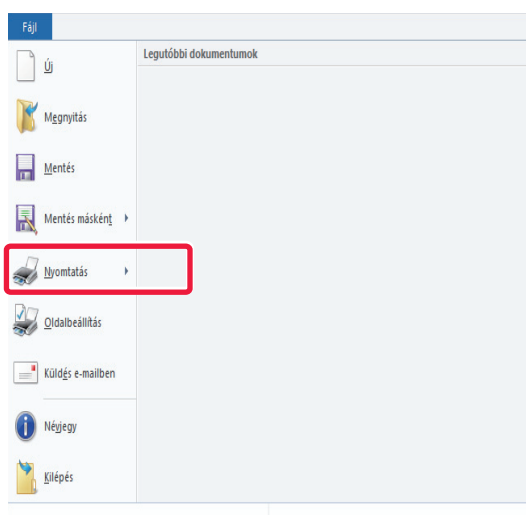 Fájl
Legutóbbi dokumentumok
Új
Megnyitás
Mentés
Mentés másként
Nyomtatás
Oldalbeállítás
Küldés e-mailben
Névjegy
Kilépés